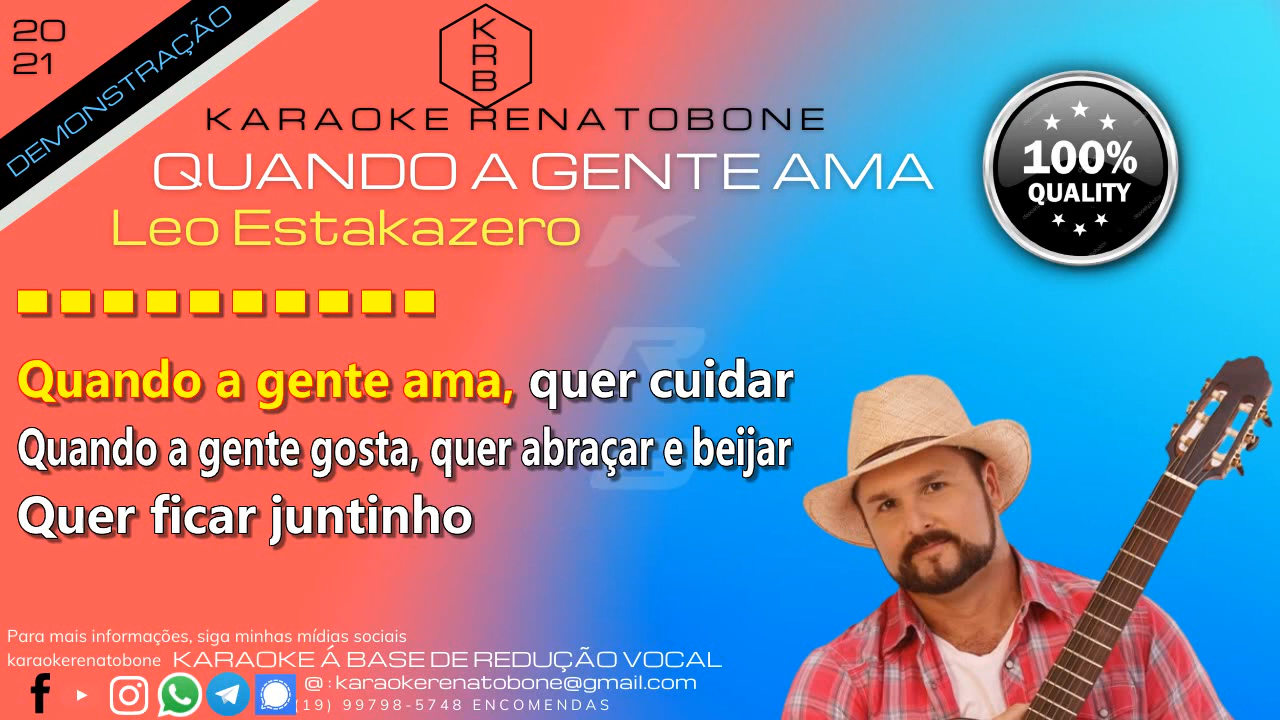 20
21
DEMONSTRAÇÃO
K
R
B
KARAOKE RENATOBONE
QUANDO A GENTE AMA
Leo Estakazero
100%
QUALITY
K
R
B
Quando a gente ama, quer cuidar
Quando a gente gosta, quer abraçar e beijar
Quer ficar juntinho
Para mais informações, siga minhas mídias sociais
karaokerenatobone
KARAOKE Á BASE DE REDUÇÃO VOCAL
@ : karaokerenatobone@gmail.com
(19) 99798-5748 ENCOMENDAS